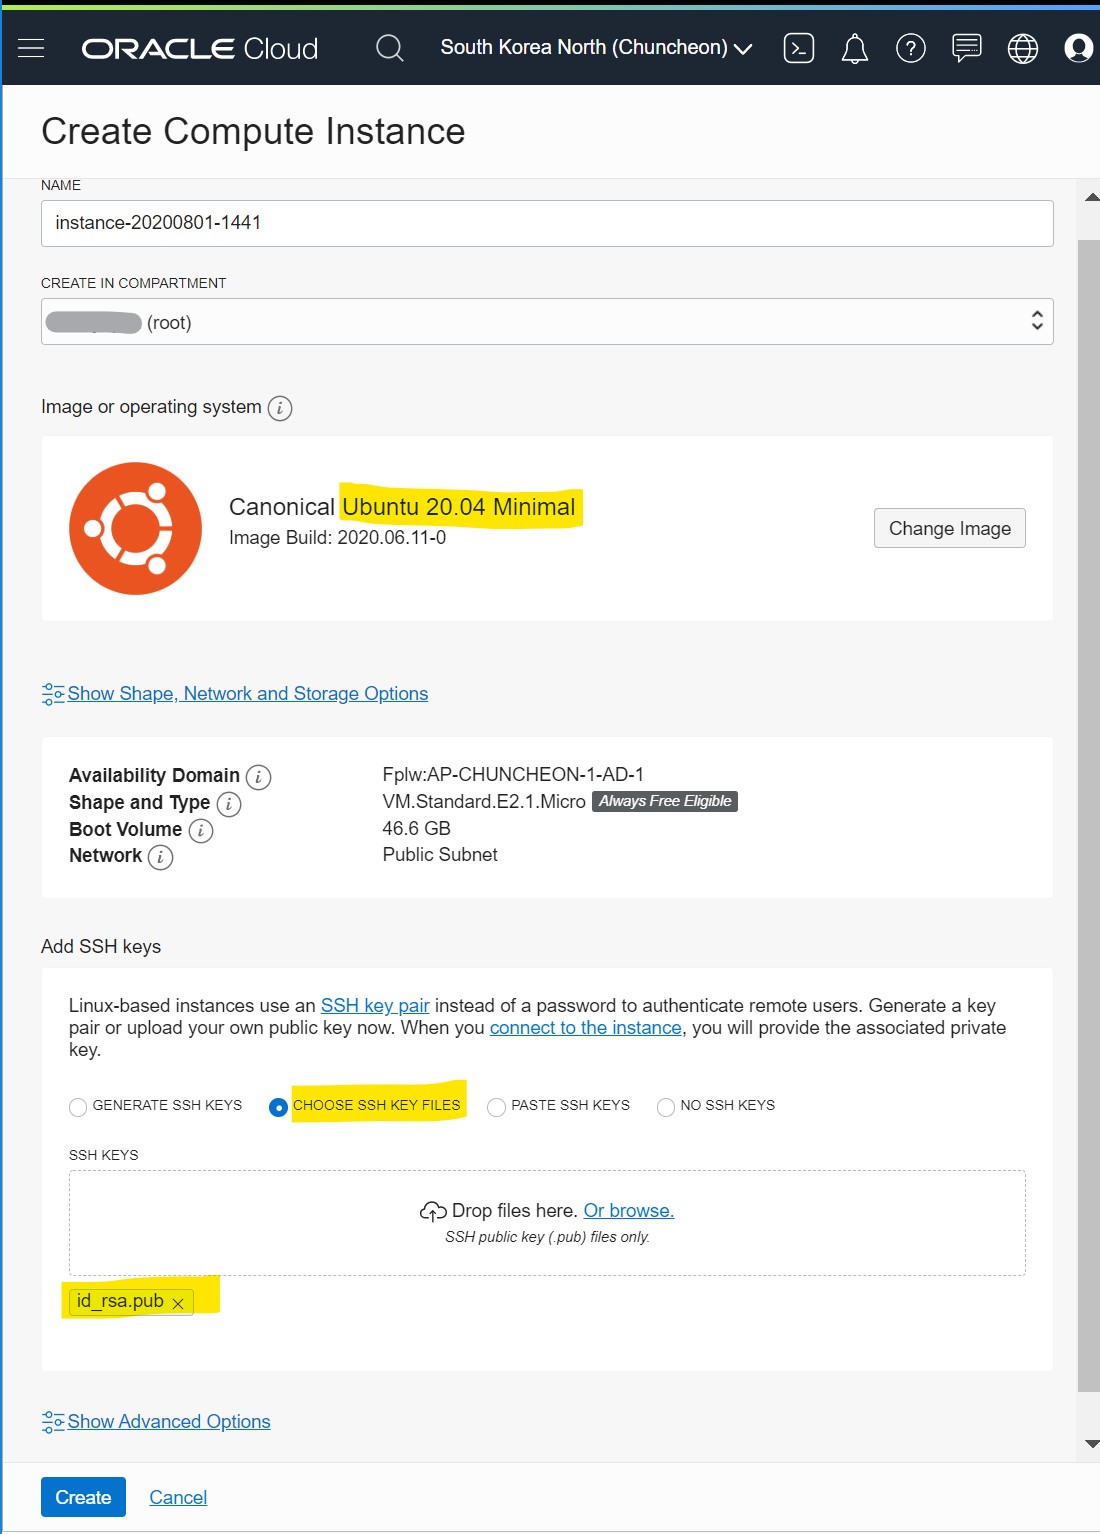 ORACLE Cloud South Korea North (Chuncheon)
Create Compute Instance
NAME
instance-20200801-1441
CREATE IN COMPARTMENT
(root)
Image or operating system
Canonical Ubuntu 20.04 Minimal
Image Build: 2020.06.11-0
Change Image
Show Shape, Network and Storage Options
Availability Domain Fplw:AP-CHUNCHEON-1-AD-1
Shape and Type VM.Standard.E2.1.Micro Always Free Eligible
Boot Volume 46.6 GB
Network Public Subnet
Add SSH keys
Linux-based instances use an SSH key pair instead of a password to authenticate remote users. Generate a key
pair or upload your own public key now. When you connect to the instance, you will provide the associated private
key.
GENERATE SSH KEYS CHOOSE SSH KEY FILES PASTE SSH KEYS NO SSH KEYS
SSH KEYS
Drop files here. Or browse.
SSH public key (.pub) files only.
id_rsa.pub
Show Advanced Options
Create Cancel